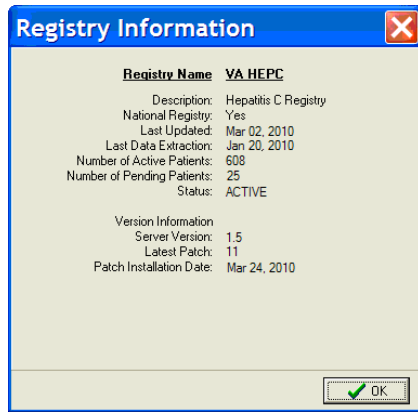 Registry Information
Registry Name VA HEPC
Description: Hepatitis C Registry
National Registry: Yes
Last Updated: Mar 02, 2010
Last Data Extraction: Jan 20, 2010
Number of Active Patients: 608
Number of Pending Patients: 25
Status: ACTIVE
Version Information
Server Version: 1.5
Latest Patch: 11
Patch Installation Date: Mar 24, 2010
OK